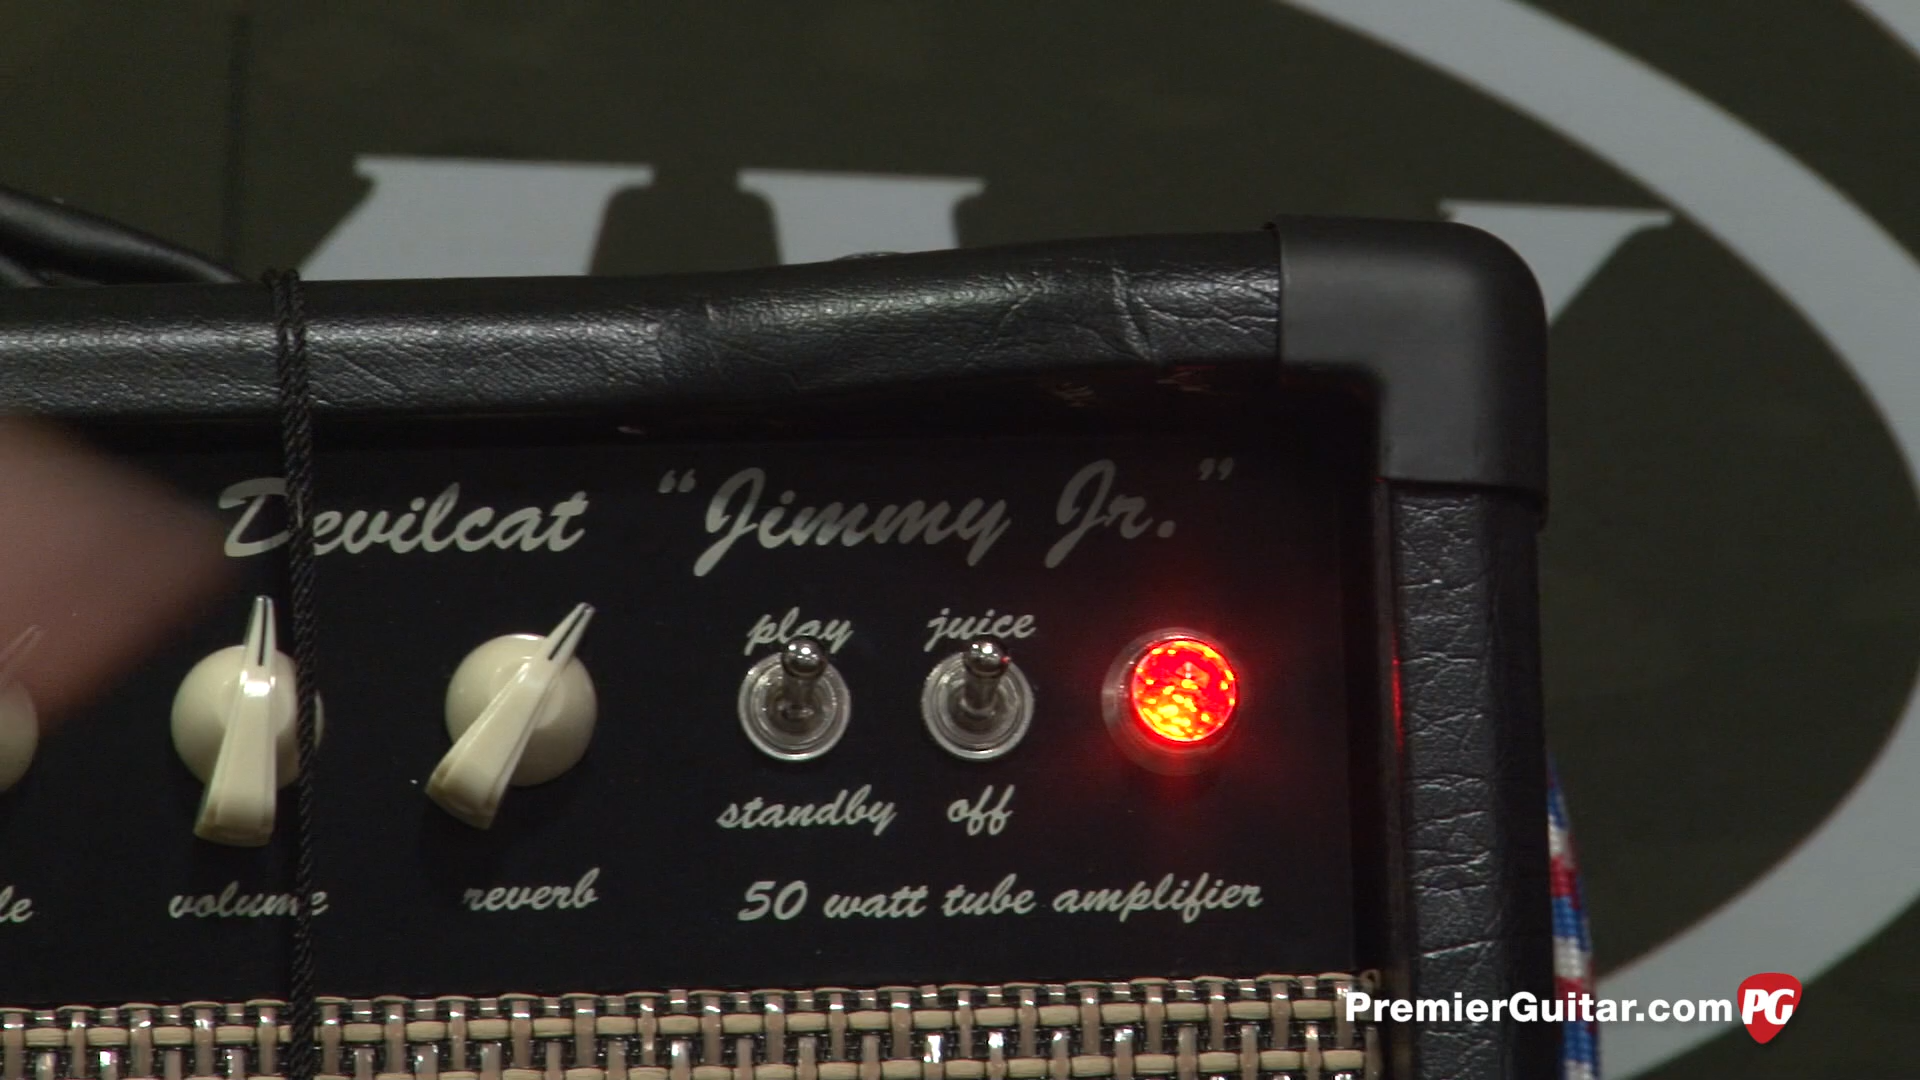 Devilcat "Jimmy Jr."
play juice
standby off
volume reverb
50 watt tube amplifier
PremierGuitar.com PG